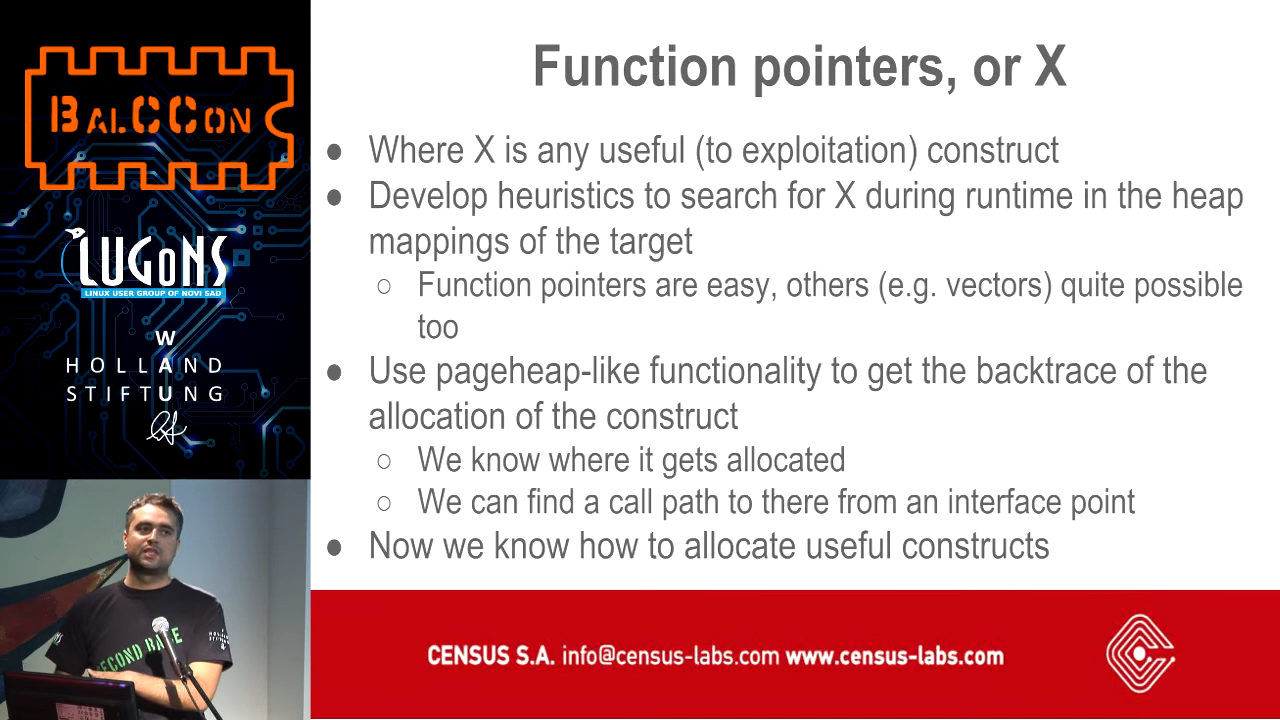 BALCCON
LUGONS
LINUX USER GROUP OF NOVI SAD
W
HOLLAND
STIFTUNG
Function pointers, or X
● Where X is any useful (to exploitation) construct
● Develop heuristics to search for X during runtime in the heap
mappings of the target
○ Function pointers are easy, others (e.g. vectors) quite possible
too
● Use pageheap-like functionality to get the backtrace of the
allocation of the construct
○ We know where it gets allocated
○ We can find a call path to there from an interface point
● Now we know how to allocate useful constructs
SECOND BASE
CENSUS S.A. info@census-labs.com www.census-labs.com